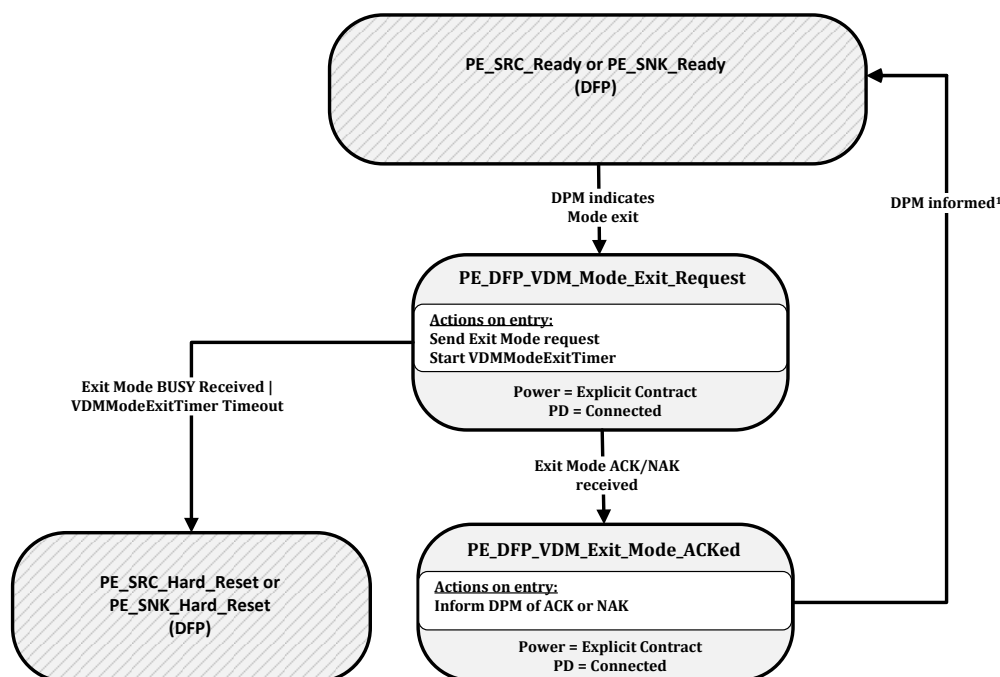 PE_SRC_Ready or PE_SNK_Ready
(DFP)
DPM indicates
Mode exit
DPM informed¹
PE_DFP_VDM_Mode_Exit_Request
Actions on entry:
Send Exit Mode request
Start VDMModeExitTimer
Power = Explicit Contract
PD = Connected
Exit Mode BUSY Received |
VDMModeExitTimer Timeout
Exit Mode ACK/NAK
received
PE_SRC_Hard_Reset or
PE_SNK_Hard_Reset
(DFP)
PE_DFP_VDM_Exit_Mode_ACKed
Actions on entry:
Inform DPM of ACK or NAK
Power = Explicit Contract
PD = Connected